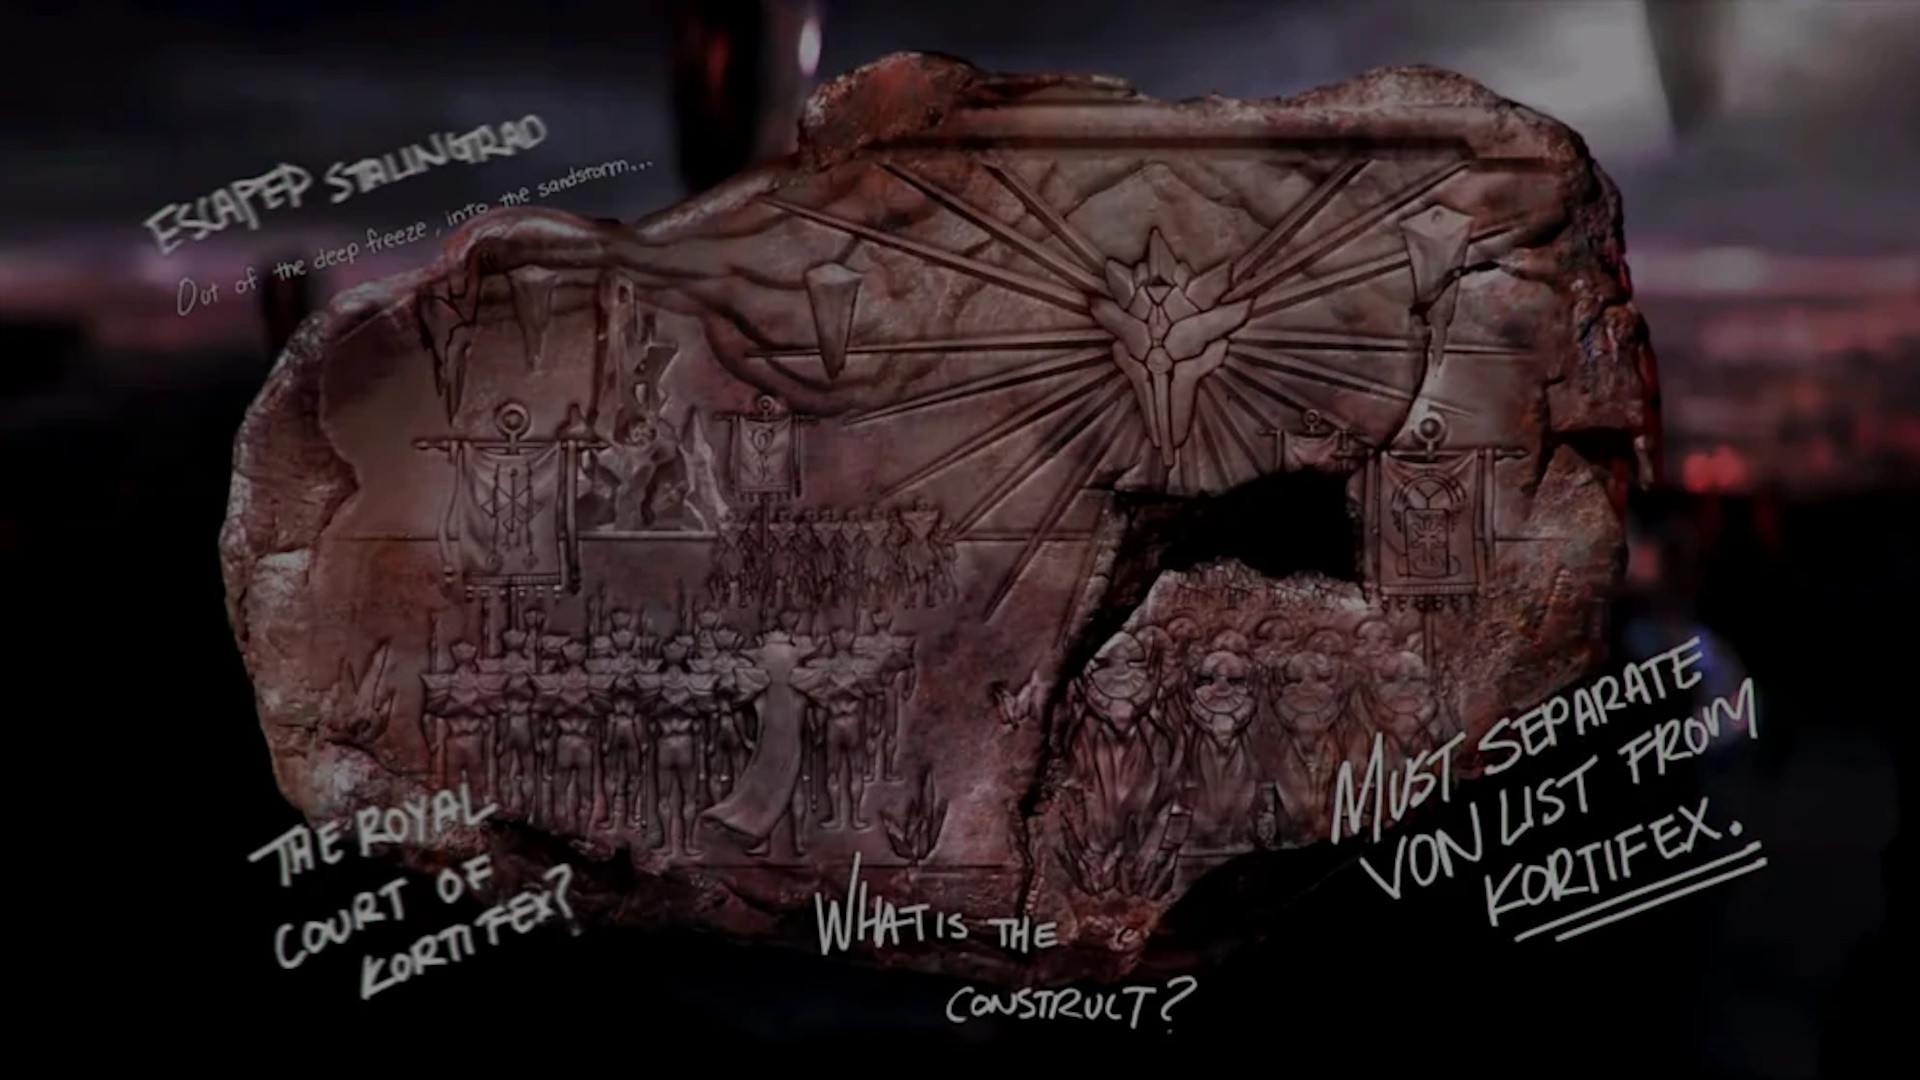 ESCAPED STALINGRAD
Out of the deep freeze, into the sandstorm...
THE ROYAL
COURT OF
KORTIFEX?
WHAT IS THE
CONSTRUCT?
MUST SEPARATE
VON LIST FROM
KORTIFEX.